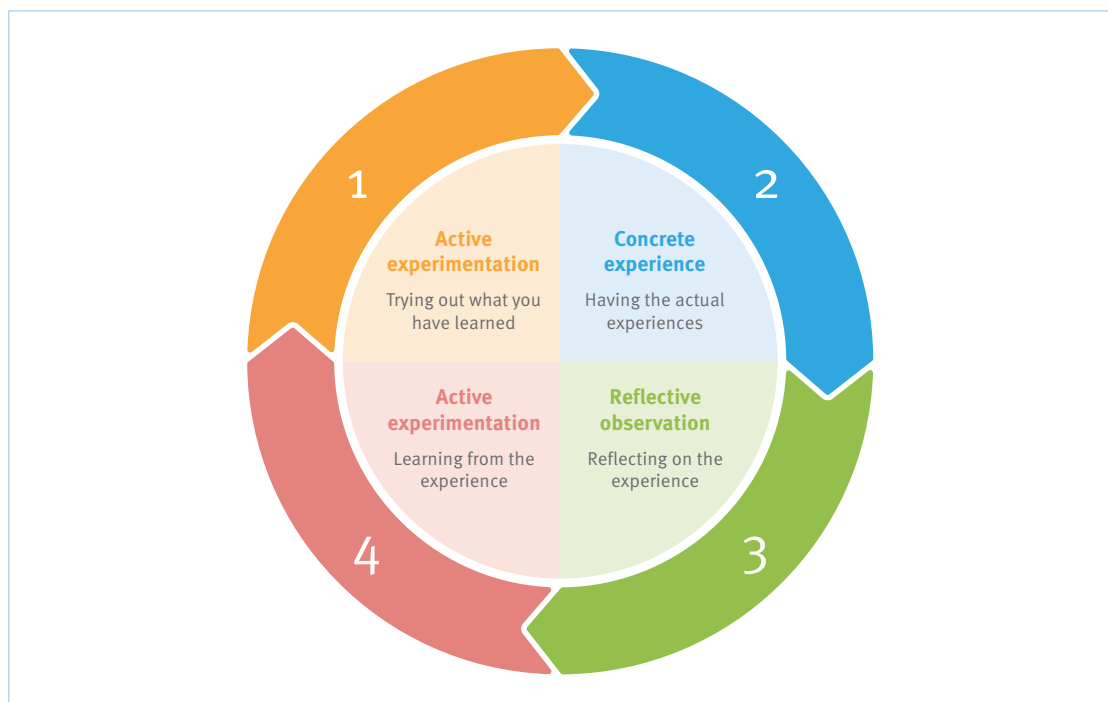 1
Active
experimentation
Trying out what you
have learned
2
Concrete
experience
Having the actual
experiences
3
Reflective
observation
Reflecting on the
experience
4
Active
experimentation
Learning from the
experience